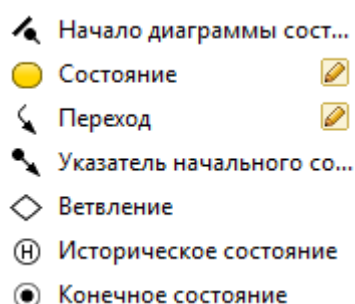 Начало диаграммы сост...
Состояние
Переход
Указатель начального со...
Ветвление
H Историческое состояние
Конечное состояние